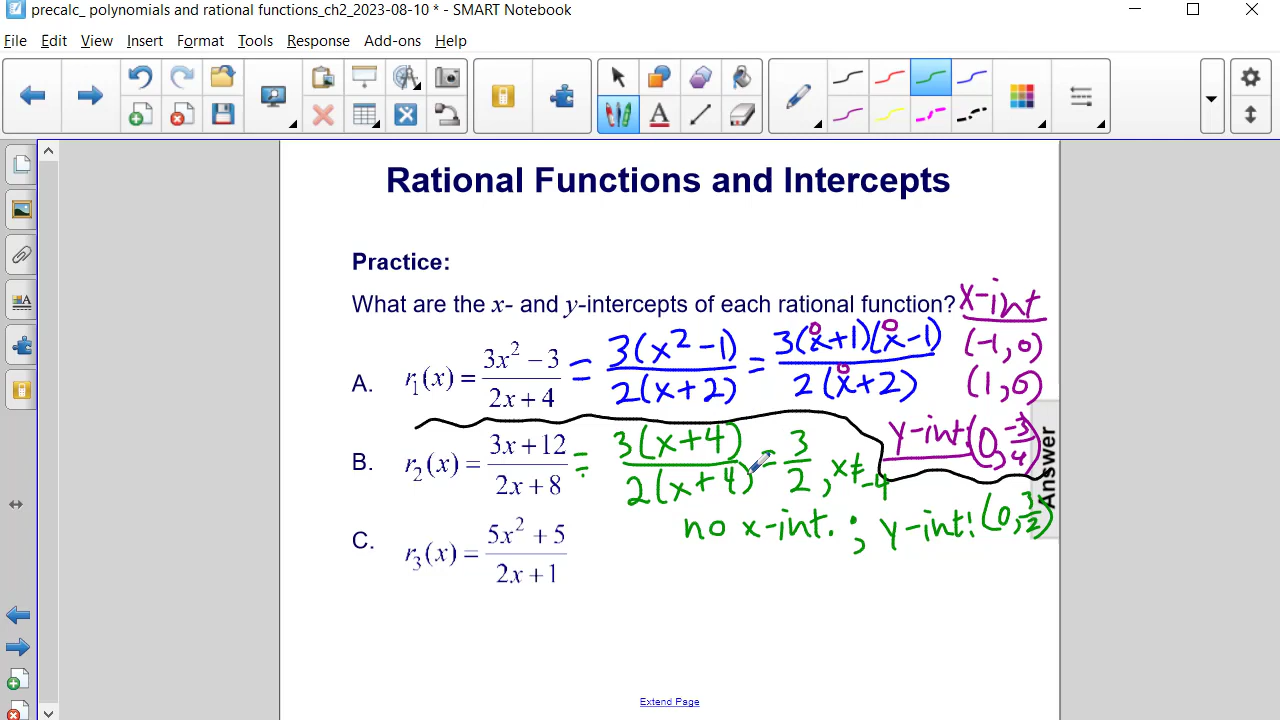 precalc_ polynomials and rational functions_ch2_2023-08-10 * - SMART Notebook
File Edit View Insert Format Tools Response Add-ons Help
Rational Functions and Intercepts
Practice:
What are the x- and y-intercepts of each rational function?
x-int
(-1, 0)
(1, 0)
A. r₁(x) = (3x² − 3)/(2x + 4) = 3(x² − 1)/2(x + 2) = 3(x+1)(x−1)/2(x+2)
0 0
0
y-int: (0, -3/4)
B. r₂(x) = (3x + 12)/(2x + 8) = 3(x+4)/2(x+4) = 3/2, x ≠ -4
no x-int. ; y-int: (0, 3/2)
C. r₃(x) = (5x² + 5)/(2x + 1)
Answer
Extend Page